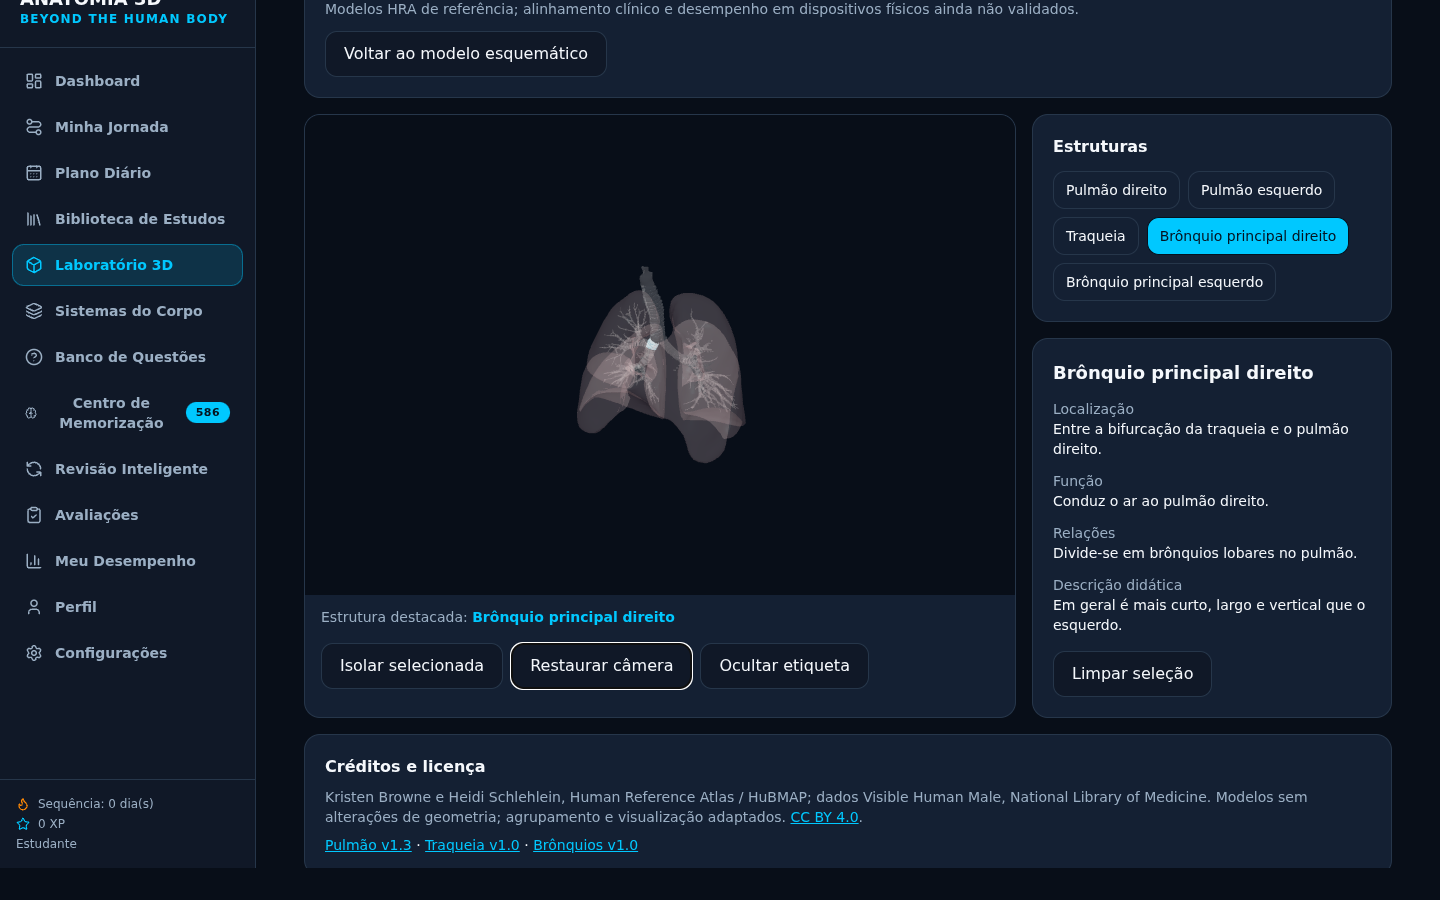 ANATOMIA 3D
BEYOND THE HUMAN BODY
Dashboard
Minha Jornada
Plano Diário
Biblioteca de Estudos
Laboratório 3D
Sistemas do Corpo
Banco de Questões
Centro de
Memorização
586
Revisão Inteligente
Avaliações
Meu Desempenho
Perfil
Configurações
Sequência: 0 dia(s)
0 XP
Estudante
Modelos HRA de referência; alinhamento clínico e desempenho em dispositivos físicos ainda não validados.
Voltar ao modelo esquemático
Estrutura destacada: Brônquio principal direito
Isolar selecionada
Restaurar câmera
Ocultar etiqueta
Estruturas
Pulmão direito
Pulmão esquerdo
Traqueia
Brônquio principal direito
Brônquio principal esquerdo
Brônquio principal direito
Localização
Entre a bifurcação da traqueia e o pulmão
direito.
Função
Conduz o ar ao pulmão direito.
Relações
Divide-se em brônquios lobares no pulmão.
Descrição didática
Em geral é mais curto, largo e vertical que o
esquerdo.
Limpar seleção
Créditos e licença
Kristen Browne e Heidi Schlehlein, Human Reference Atlas / HuBMAP; dados Visible Human Male, National Library of Medicine. Modelos sem
alterações de geometria; agrupamento e visualização adaptados. CC BY 4.0.
Pulmão v1.3 · Traqueia v1.0 · Brônquios v1.0